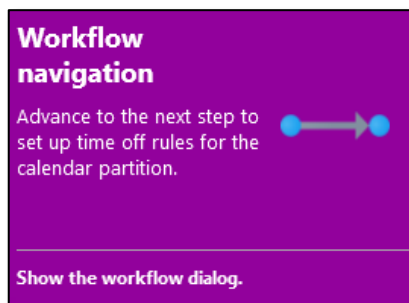 Workflow
navigation
Advance to the next step to
set up time off rules for the
calendar partition.
Show the workflow dialog.